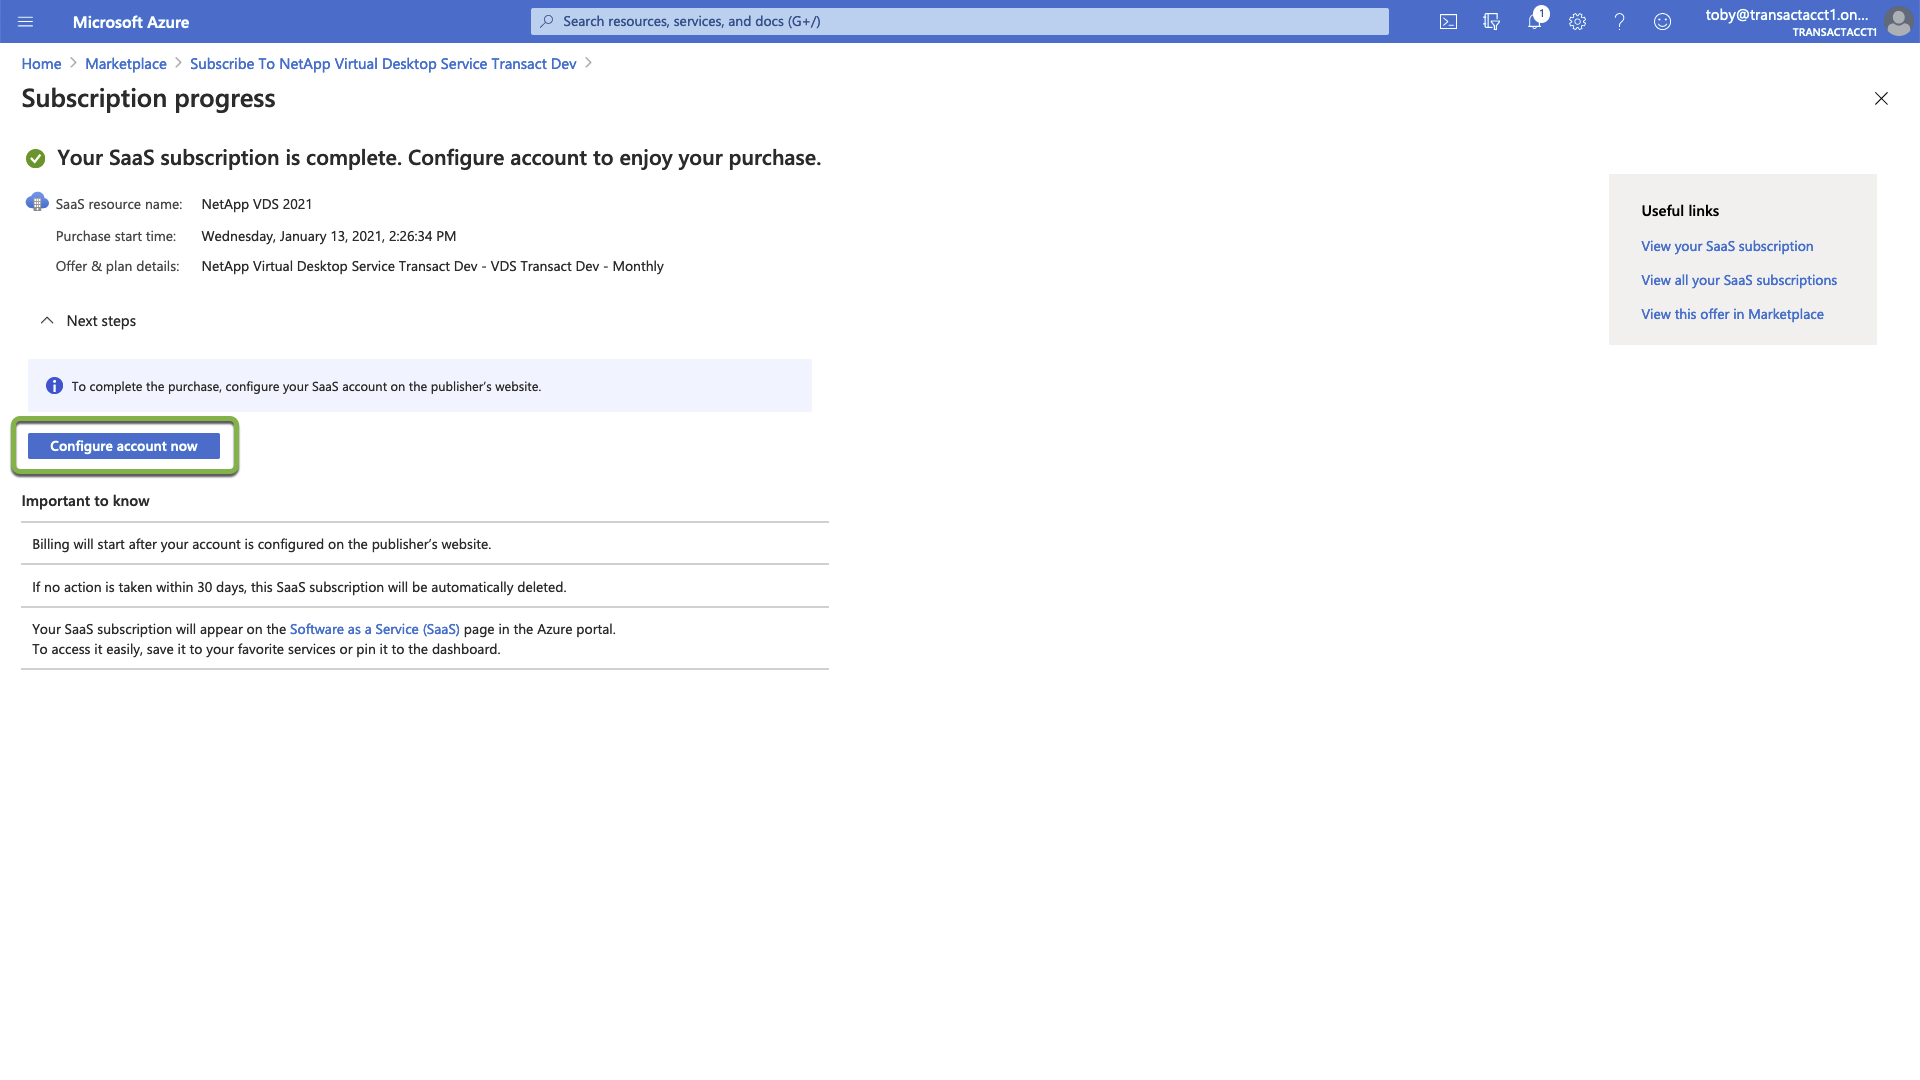 Microsoft Azure
Search resources, services, and docs (G+/)
1
toby@transactacct1.on...
TRANSACTACCT1
Home > Marketplace > Subscribe To NetApp Virtual Desktop Service Transact Dev >
Subscription progress
Your SaaS subscription is complete. Configure account to enjoy your purchase.
SaaS resource name: NetApp VDS 2021
Purchase start time: Wednesday, January 13, 2021, 2:26:34 PM
Offer & plan details: NetApp Virtual Desktop Service Transact Dev - VDS Transact Dev - Monthly
Next steps
To complete the purchase, configure your SaaS account on the publisher's website.
Configure account now
Important to know
Billing will start after your account is configured on the publisher's website.
If no action is taken within 30 days, this SaaS subscription will be automatically deleted.
Your SaaS subscription will appear on the Software as a Service (SaaS) page in the Azure portal.
To access it easily, save it to your favorite services or pin it to the dashboard.
Useful links
View your SaaS subscription
View all your SaaS subscriptions
View this offer in Marketplace